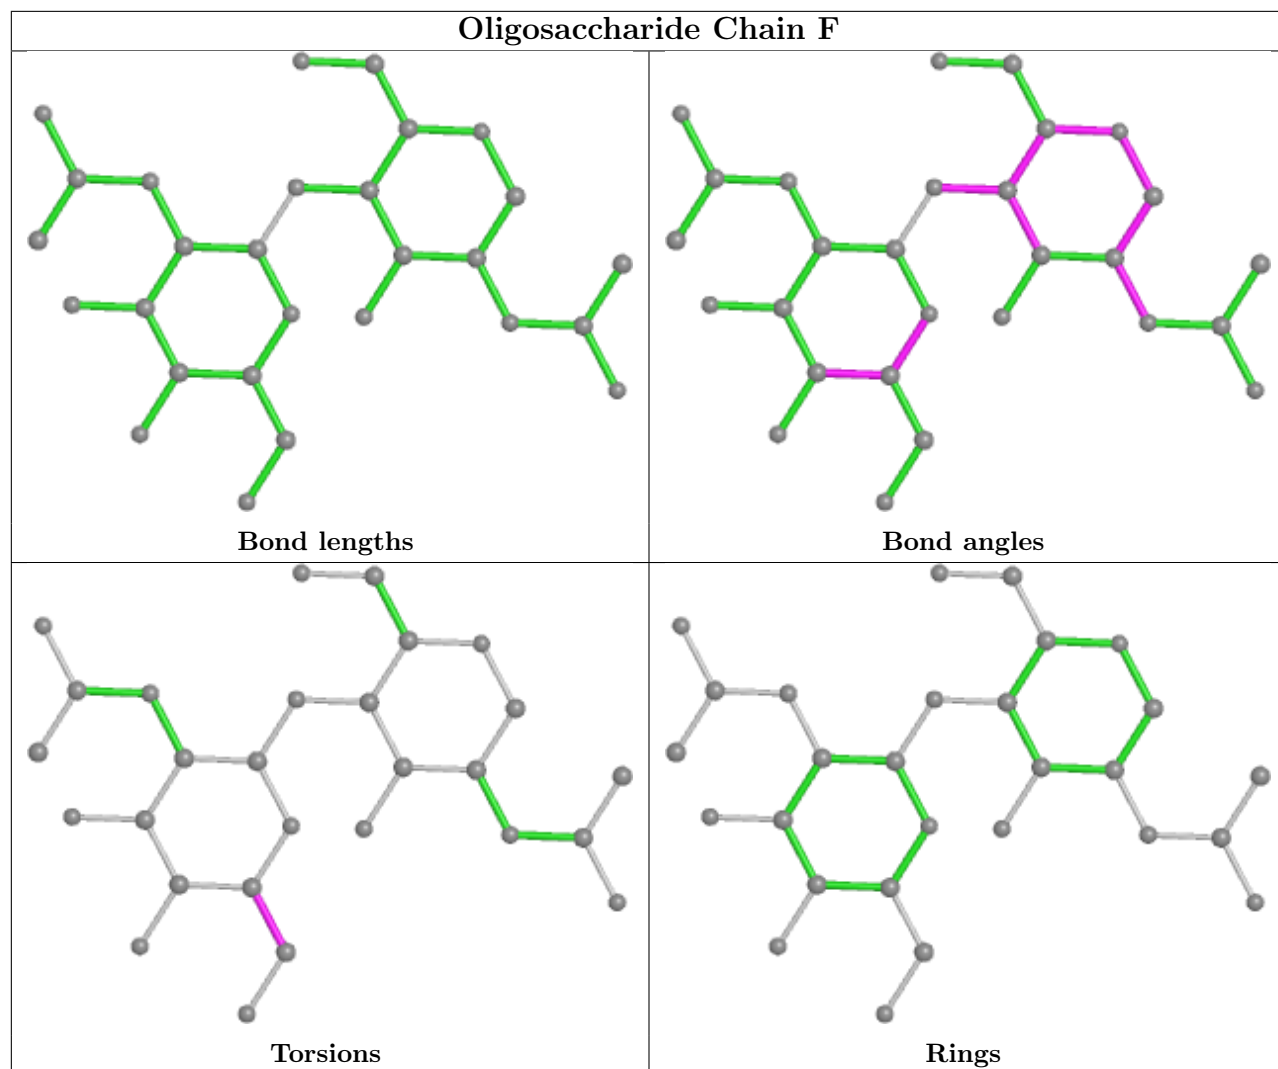 Oligosaccharide Chain F
Bond lengths
Bond angles
Torsions
Rings